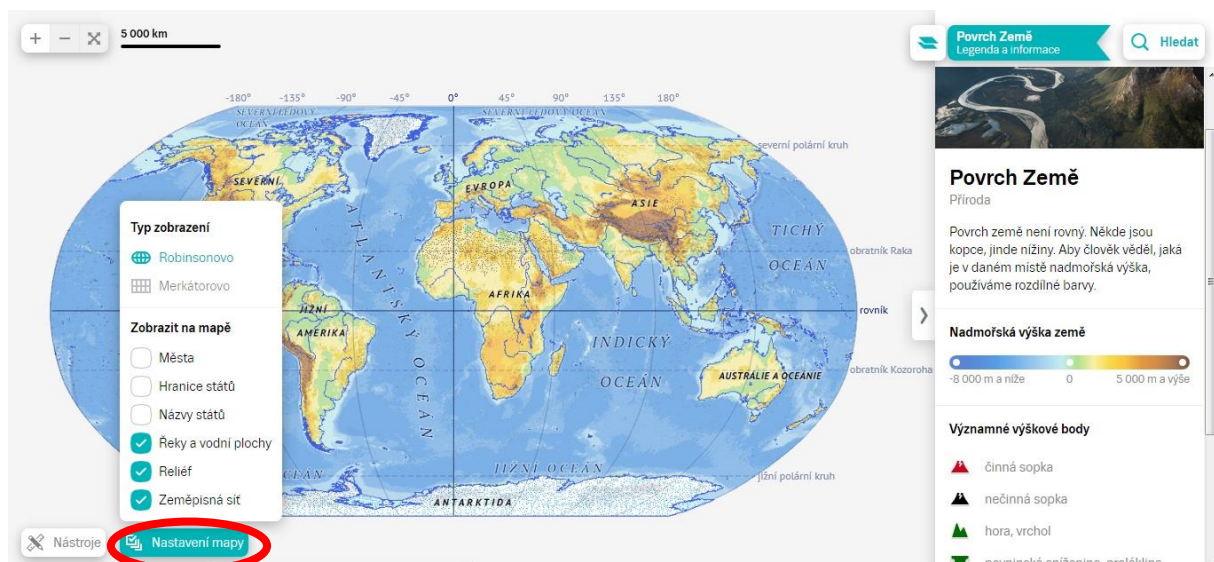 5 000 km
Povrch Země
Legenda a informace
Hledat
-180° -135° -90° -45° 0° 45° 90° 135° 180°
SEVERNÍ LEDOVÝ
OCEÁN
SEVERNÍ LEDOVÝ OCEÁN
severní polární kruh
SEVERNÍ
EVROPA
ASIE
TICHÝ
OCEÁN
obratník Raka
ATLANTSKÝ
OCEÁN
AFRIKA
rovník
JIŽNÍ
AMERIKA
INDICKÝ
OCEÁN
AUSTRÁLIE A OCEÁNIE
obratník Kozoroha
OCEÁN
JIŽNÍ OCEÁN
jižní polární kruh
ANTARKTIDA
Typ zobrazení
Robinsonovo
Merkátorovo
Zobrazit na mapě
Města
Hranice států
Názvy států
Řeky a vodní plochy
Reliéf
Zeměpisná síť
Nástroje
Nastavení mapy
Povrch Země
Příroda
Povrch země není rovný. Někde jsou
kopce, jinde nížiny. Aby člověk věděl, jaká
je v daném místě nadmořská výška,
používáme rozdílné barvy.
Nadmořská výška země
-8 000 m a níže 0 5 000 m a výše
Významné výškové body
činná sopka
nečinná sopka
hora, vrchol